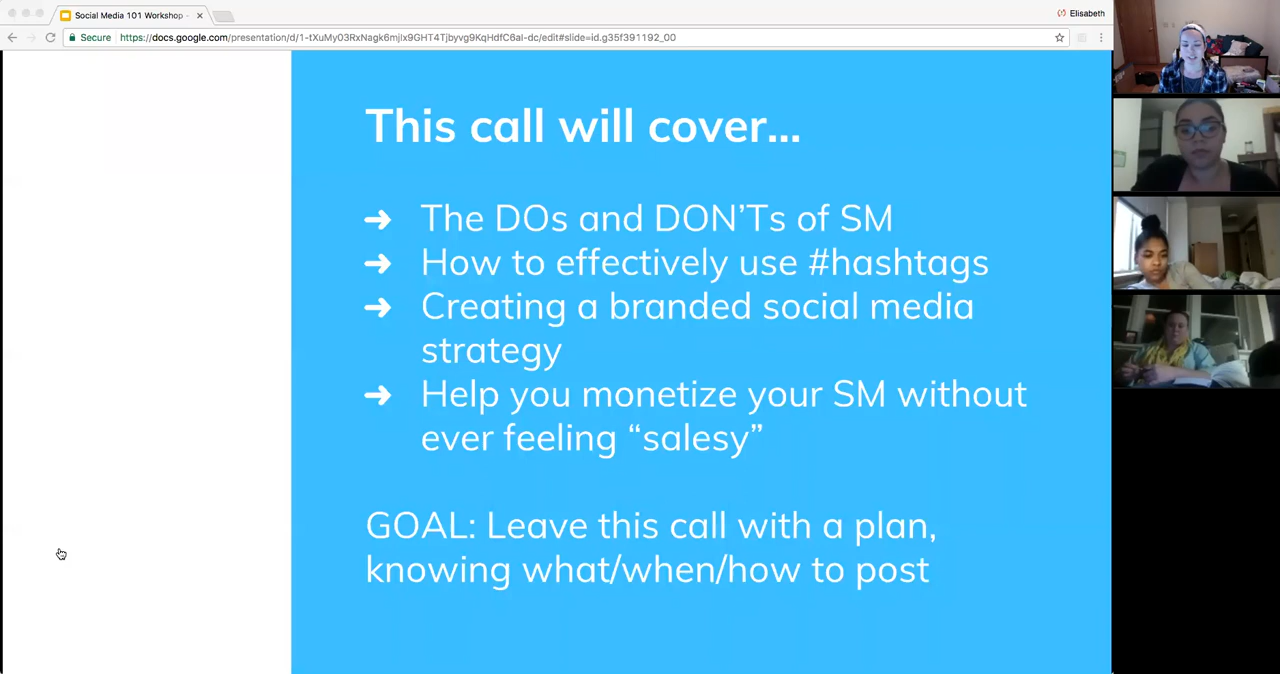 Social Media 101 Workshop -
Elisabeth
Secure
https://docs.google.com/presentation/d/1-tXuMy03RxNagk6mjIx9GHT4Tjbyvg9KqHdfC6aI-dc/edit#slide=id.g35f391192_00
This call will cover...
➜ The DOs and DON’Ts of SM
➜ How to effectively use #hashtags
➜ Creating a branded social media
strategy
➜ Help you monetize your SM without
ever feeling “salesy”
GOAL: Leave this call with a plan,
knowing what/when/how to post